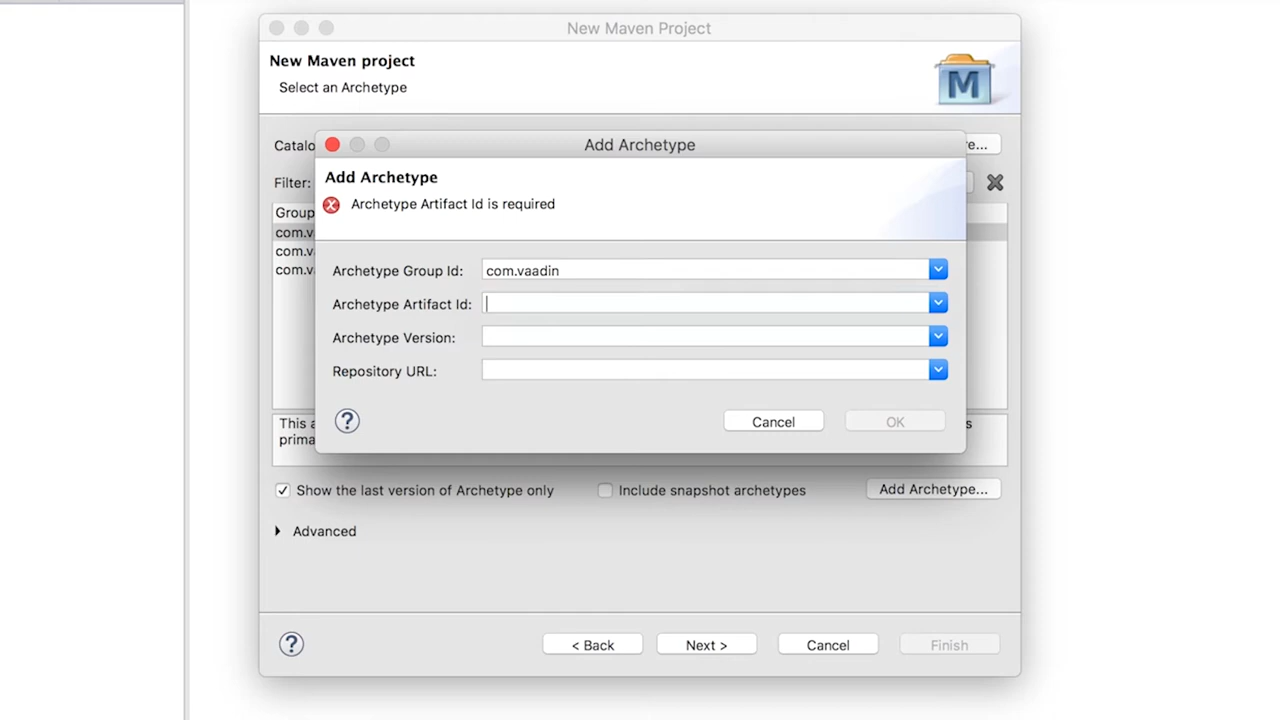 New Maven Project
New Maven project
Select an Archetype
M
Catalo
e...
Filter:
Group
com.v
com.v
com.v
Add Archetype
Add Archetype
Archetype Artifact Id is required
Archetype Group Id: com.vaadin
Archetype Artifact Id:
Archetype Version:
Repository URL:
? Cancel OK
This a
s
prima
Show the last version of Archetype only Include snapshot archetypes Add Archetype...
Advanced
? < Back Next > Cancel Finish